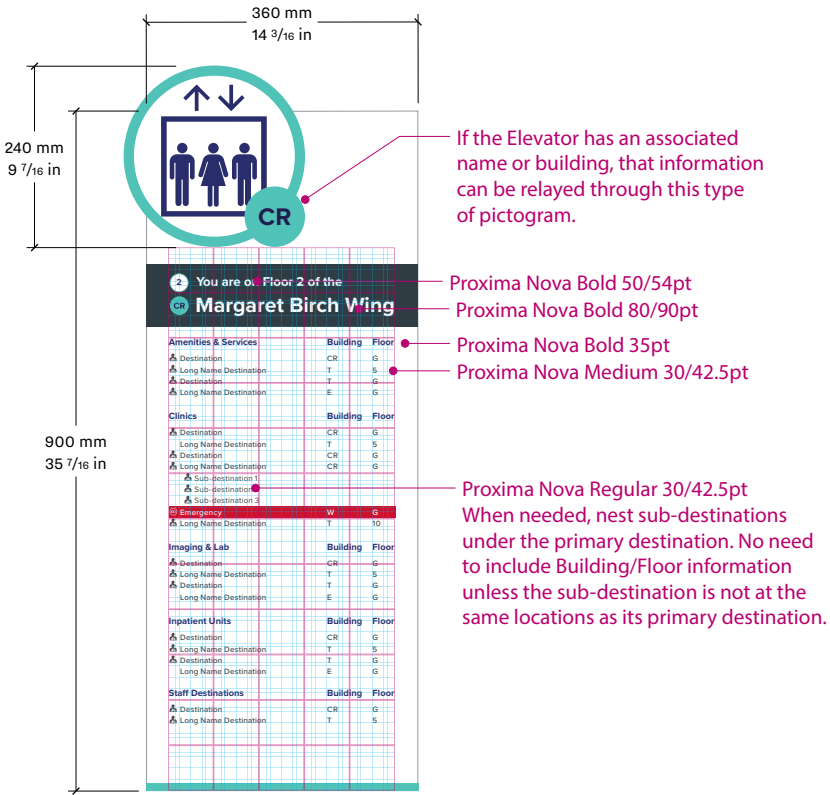 360 mm
14 3/16 in
240 mm
9 7/16 in
CR
If the Elevator has an associated
name or building, that information
can be relayed through this type
of pictogram.
2 You are on Floor 2 of the
CR Margaret Birch Wing
Proxima Nova Bold 50/54pt
Proxima Nova Bold 80/90pt
Proxima Nova Bold 35pt
Proxima Nova Medium 30/42.5pt
Amenities & Services Building Floor
Destination CR G
Long Name Destination T 5
Destination T G
Long Name Destination E G
Clinics Building Floor
Destination CR G
Long Name Destination T 5
Destination CR G
Long Name Destination CR G
Sub-destination 1
Sub-destination
Sub-destination 3
Emergency W G
Long Name Destination T 10
900 mm
35 7/16 in
Proxima Nova Regular 30/42.5pt
When needed, nest sub-destinations
under the primary destination. No need
to include Building/Floor information
unless the sub-destination is not at the
same locations as its primary destination.
Imaging & Lab Building Floor
Destination CR G
Long Name Destination T 5
Destination T G
Long Name Destination E G
Inpatient Units Building Floor
Destination CR G
Long Name Destination T 5
Destination T G
Long Name Destination E G
Staff Destinations Building Floor
Destination CR G
Long Name Destination T 5